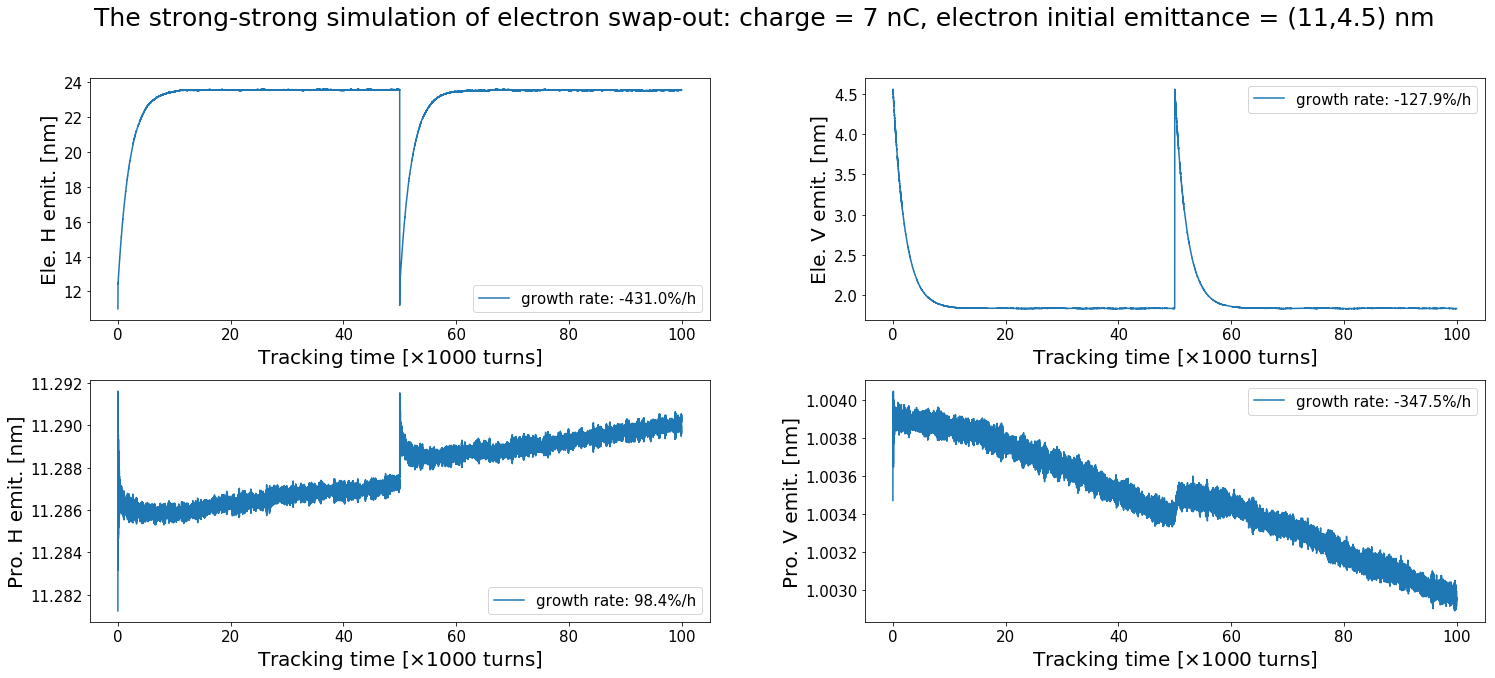 The strong-strong simulation of electron swap-out: charge = 7 nC, electron initial emittance = (11,4.5) nm
Ele. H emit. [nm]
24
22
20
18
16
14
12
growth rate: -431.0%/h
0 20 40 60 80 100
Tracking time [×1000 turns]
Ele. V emit. [nm]
4.5
4.0
3.5
3.0
2.5
2.0
growth rate: -127.9%/h
0 20 40 60 80 100
Tracking time [×1000 turns]
Pro. H emit. [nm]
11.292
11.290
11.288
11.286
11.284
11.282
growth rate: 98.4%/h
0 20 40 60 80 100
Tracking time [×1000 turns]
Pro. V emit. [nm]
1.0040
1.0038
1.0036
1.0034
1.0032
1.0030
growth rate: -347.5%/h
0 20 40 60 80 100
Tracking time [×1000 turns]